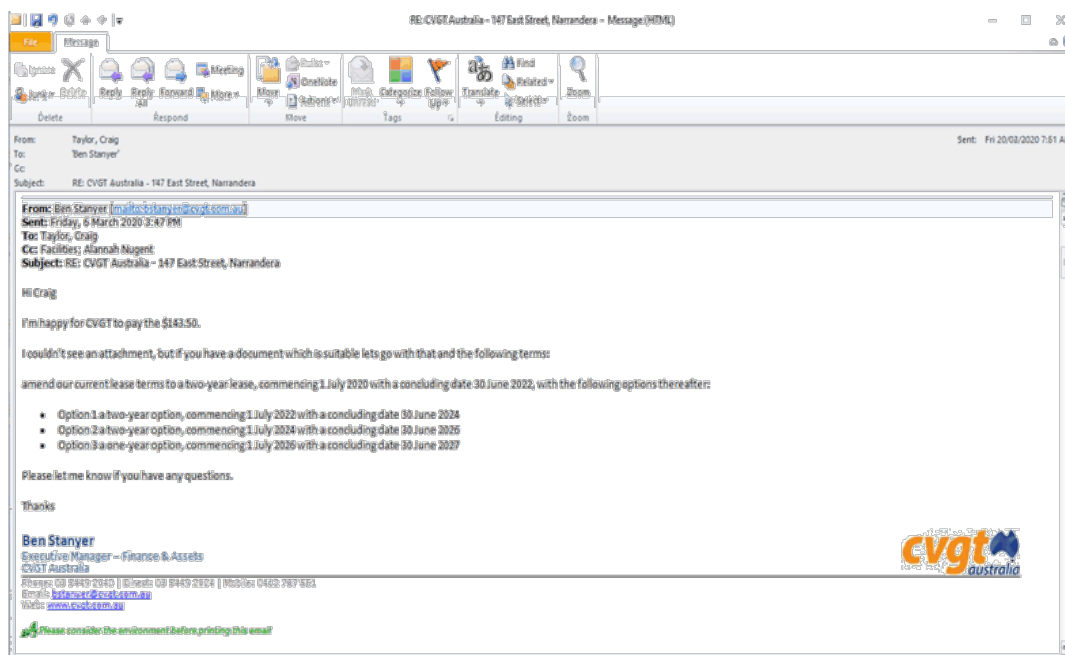 RE: CVGT Australia - 147 East Street, Narrandera - Message (HTML)
File Message
Ignore Meeting Rules Find
OneNote Related
Junk Delete Reply Reply All Forward More Move Actions Mark Unread Categorize Follow Up Translate Select Zoom
Delete Respond Move Tags Editing Zoom
From: Taylor, Craig Sent: Fri 20/03/2020 7:51 A
To: 'Ben Stanyer'
Cc:
Subject: RE: CVGT Australia - 147 East Street, Narrandera
From: Ben Stanyer [mailto:bstanyer@cvgt.com.au]
Sent: Friday, 6 March 2020 3:47 PM
To: Taylor, Craig
Cc: Facilities; Alannah Nugent
Subject: RE: CVGT Australia - 147 East Street, Narrandera
Hi Craig
I'm happy for CVGT to pay the $143.50.
I couldn't see an attachment, but if you have a document which is suitable lets go with that and the following terms:
amend our current lease terms to a two-year lease, commencing 1 July 2020 with a concluding date 30 June 2022, with the following options thereafter:
• Option 1 a two-year option, commencing 1 July 2022 with a concluding date 30 June 2024
• Option 2 a two-year option, commencing 1 July 2024 with a concluding date 30 June 2026
• Option 3 a one-year option, commencing 1 July 2026 with a concluding date 30 June 2027
Please let me know if you have any questions.
Thanks
Ben Stanyer
Executive Manager – Finance & Assets
CVGT Australia
cvgt australia
Email: bstanyer@cvgt.com.au
Web: www.cvgt.com.au
Please consider the environment before printing this email